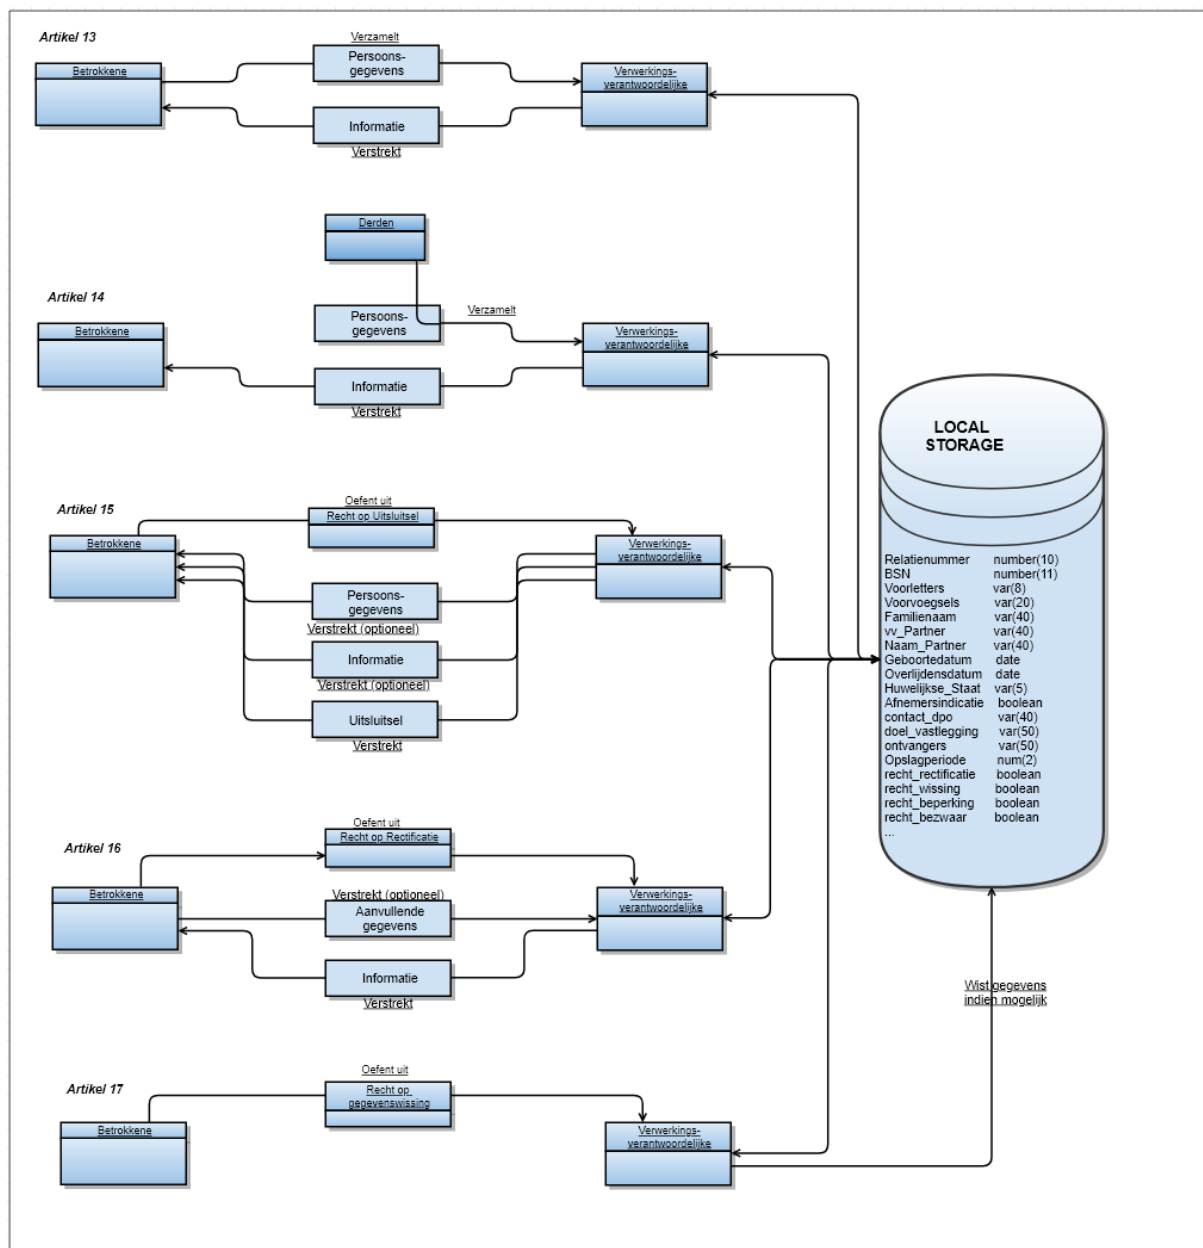 Artikel 13
Verzamelt
Betrokkene
Persoons-
gegevens
Verwerkings-
verantwoordelijke
Informatie
Verstrekt
Derden
Artikel 14
Verzamelt
Betrokkene
Persoons-
gegevens
Verwerkings-
verantwoordelijke
Informatie
Verstrekt
Artikel 15
Oefent uit
Recht op Uitsluitsel
Betrokkene
Verwerkings-
verantwoordelijke
Persoons-
gegevens
Verstrekt (optioneel)
Informatie
Verstrekt (optioneel)
Uitsluitsel
Verstrekt
Artikel 16
Oefent uit
Recht op Rectificatie
Betrokkene
Verstrekt (optioneel)
Aanvullende
gegevens
Verwerkings-
verantwoordelijke
Informatie
Verstrekt
Artikel 17
Oefent uit
Recht op
gegevenswissing
Betrokkene
Verwerkings-
verantwoordelijke
LOCAL
STORAGE
Relatienummer number(10)
BSN number(11)
Voorletters var(8)
Voorvoegsels var(20)
Familienaam var(40)
vv_Partner var(40)
Naam_Partner var(40)
Geboortedatum date
Overlijdensdatum date
Huwelijkse_Staat var(5)
Afnemersindicatie boolean
contact_dpo var(40)
doel_vastlegging var(50)
ontvangers var(50)
Opslagperiode num(2)
recht_rectificatie boolean
recht_wissing boolean
recht_beperking boolean
recht_bezwaar boolean
...
Wist gegevens
indien mogelijk